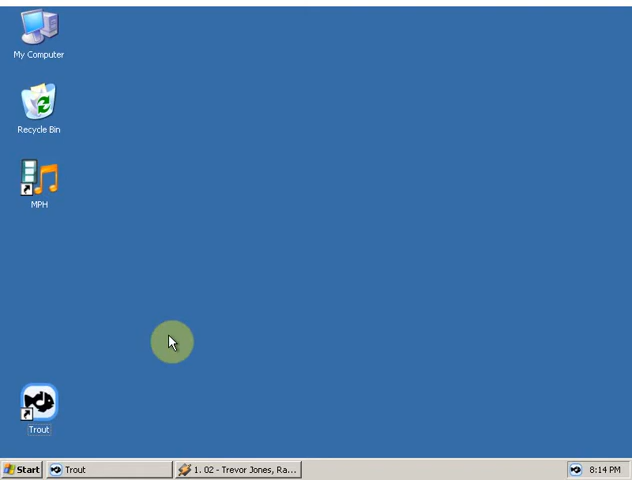 My Computer
Recycle Bin
MPH
Trout
Start
Trout
1. 02 - Trevor Jones, Ra...
8:14 PM